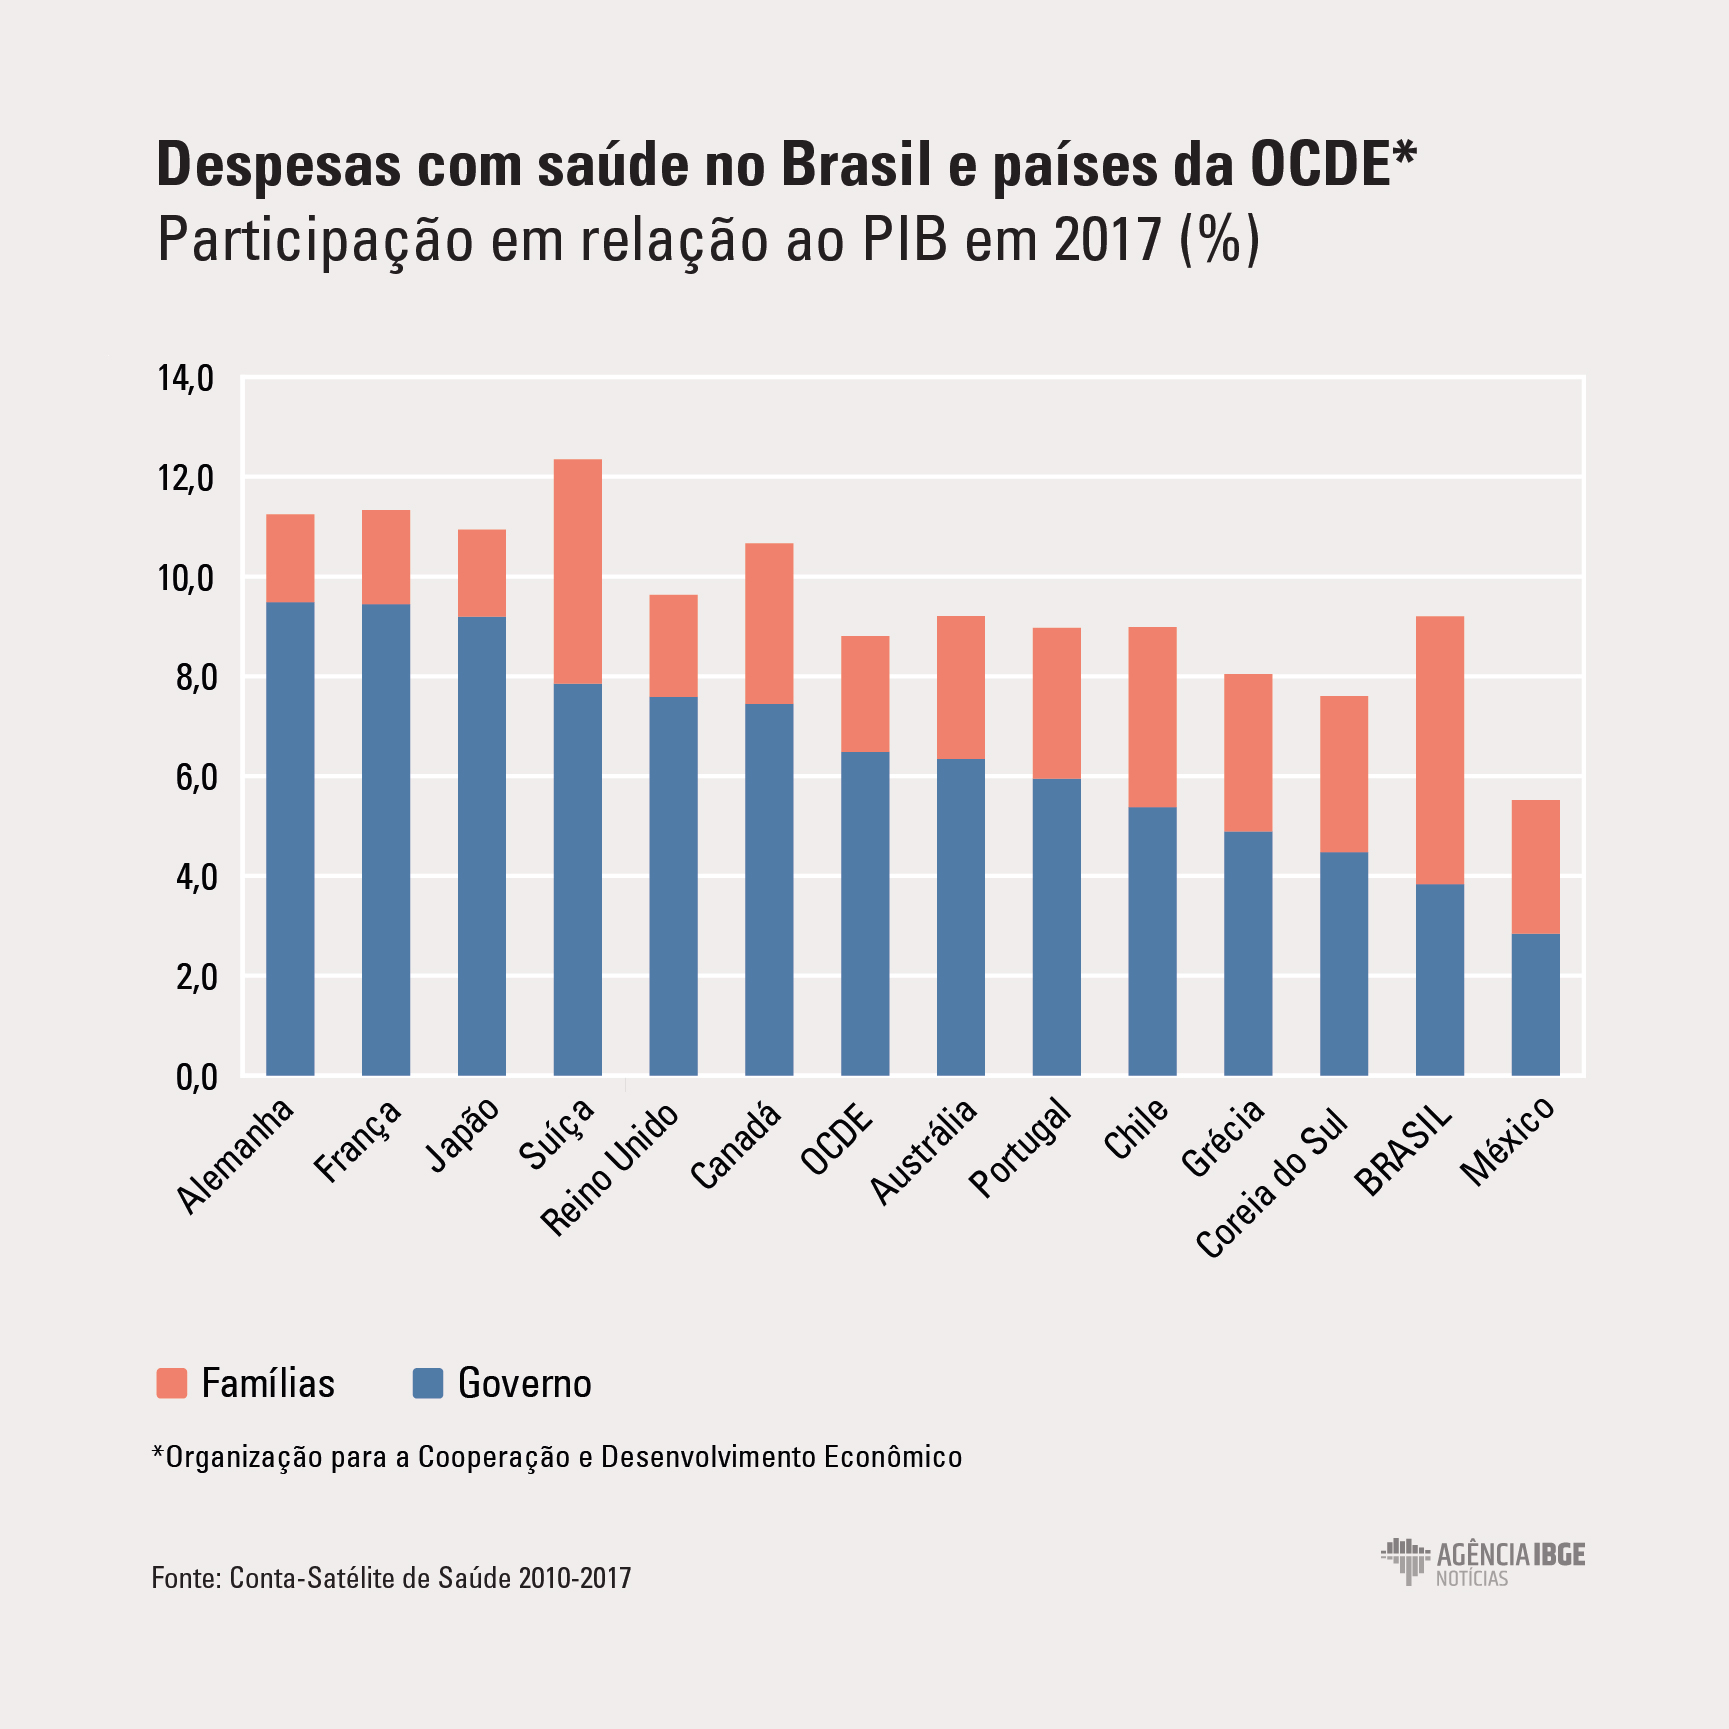 Despesas com saúde no Brasil e países da OCDE*
Participação em relação ao PIB em 2017 (%)
14,0
12,0
10,0
8,0
6,0
4,0
2,0
0,0
Alemanha
França
Japão
Suíça
Reino Unido
Canadá
OCDE
Austrália
Portugal
Chile
Grécia
Coreia do Sul
BRASIL
México
Famílias
Governo
*Organização para a Cooperação e Desenvolvimento Econômico
Fonte: Conta-Satélite de Saúde 2010-2017
AGÊNCIA IBGE
NOTÍCIAS